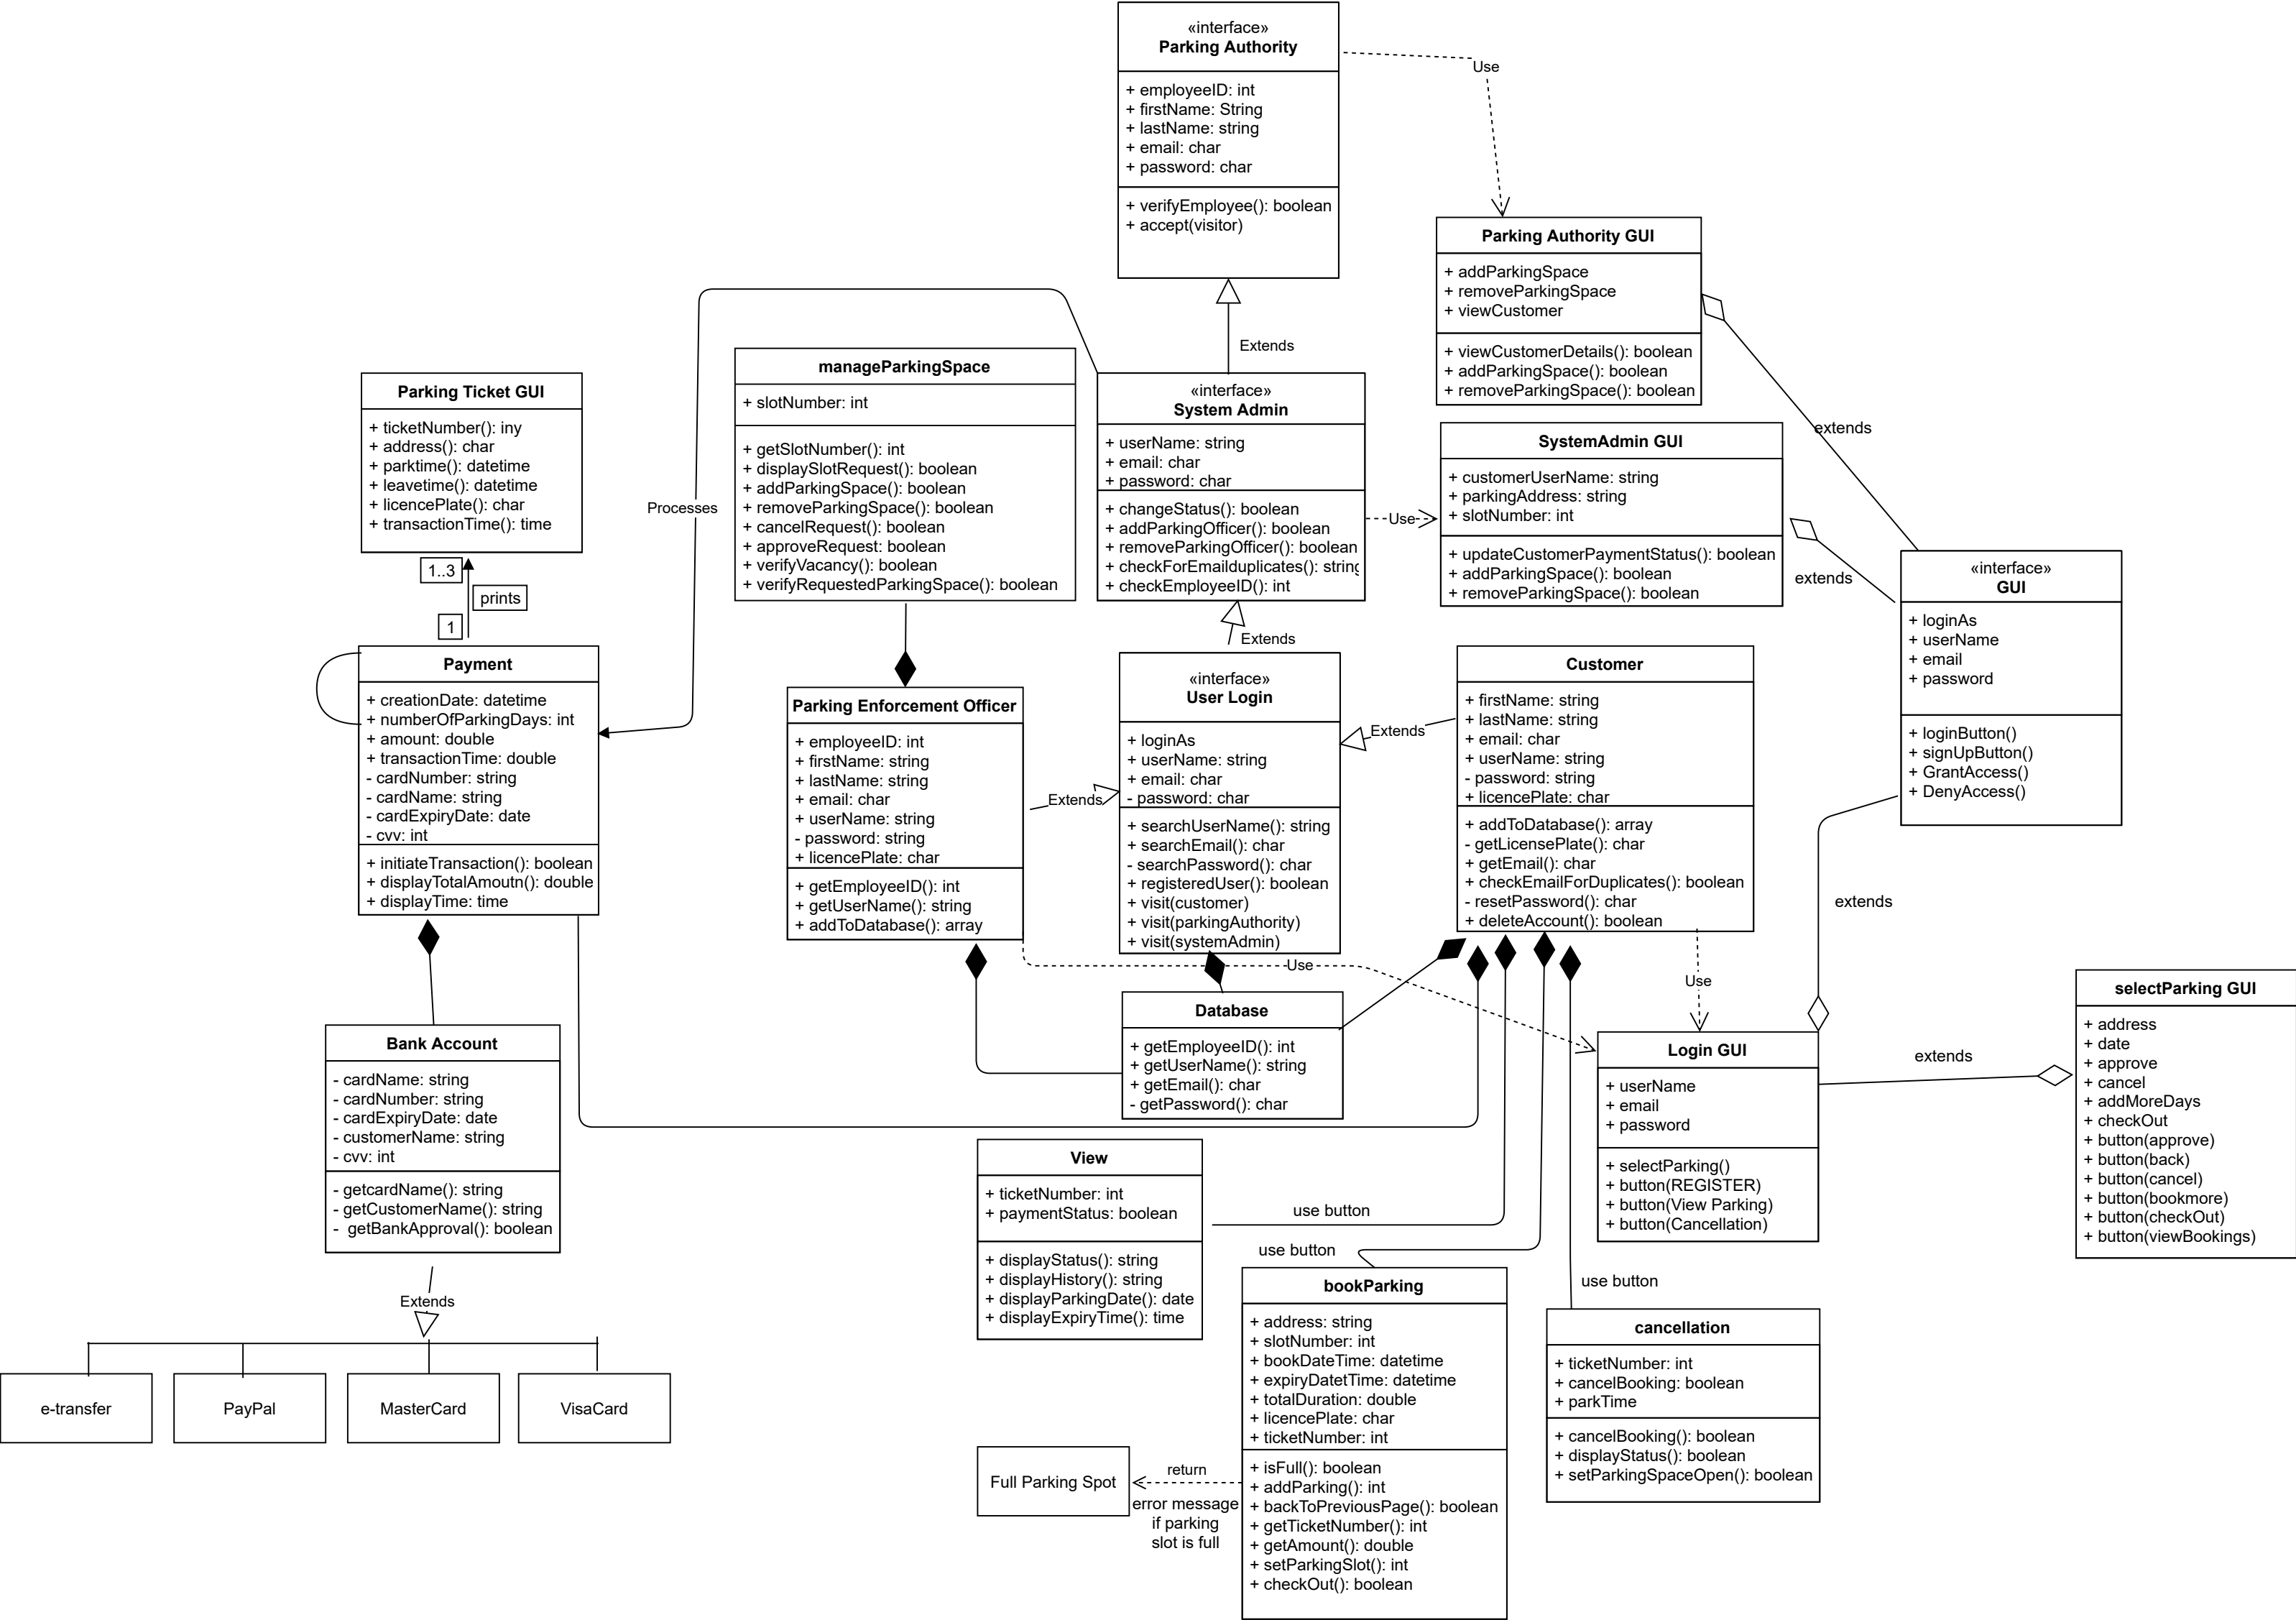 «interface»
Parking Authority
+ employeeID: int
+ firstName: String
+ lastName: string
+ email: char
+ password: char
+ verifyEmployee(): boolean
+ accept(visitor)
Use
Parking Authority GUI
+ addParkingSpace
+ removeParkingSpace
+ viewCustomer
+ viewCustomerDetails(): boolean
+ addParkingSpace(): boolean
+ removeParkingSpace(): boolean
Extends
extends
Parking Ticket GUI
+ ticketNumber(): iny
+ address(): char
+ parktime(): datetime
+ leavetime(): datetime
+ licencePlate(): char
+ transactionTime(): time
1..3
prints
1
Processes
manageParkingSpace
+ slotNumber: int
+ getSlotNumber(): int
+ displaySlotRequest(): boolean
+ addParkingSpace(): boolean
+ removeParkingSpace(): boolean
+ cancelRequest(): boolean
+ approveRequest: boolean
+ verifyVacancy(): boolean
+ verifyRequestedParkingSpace(): boolean
«interface»
System Admin
+ userName: string
+ email: char
+ password: char
+ changeStatus(): boolean
+ addParkingOfficer(): boolean
+ removeParkingOfficer(): boolean
+ checkForEmailduplicates(): string
+ checkEmployeeID(): int
Use
SystemAdmin GUI
+ customerUserName: string
+ parkingAddress: string
+ slotNumber: int
+ updateCustomerPaymentStatus(): boolean
+ addParkingSpace(): boolean
+ removeParkingSpace(): boolean
extends
«interface»
GUI
+ loginAs
+ userName
+ email
+ password
+ loginButton()
+ signUpButton()
+ GrantAccess()
+ DenyAccess()
Extends
Payment
+ creationDate: datetime
+ numberOfParkingDays: int
+ amount: double
+ transactionTime: double
- cardNumber: string
- cardName: string
- cardExpiryDate: date
- cvv: int
+ initiateTransaction(): boolean
+ displayTotalAmoutn(): double
+ displayTime: time
Parking Enforcement Officer
+ employeeID: int
+ firstName: string
+ lastName: string
+ email: char
+ userName: string
- password: string
+ licencePlate: char
+ getEmployeeID(): int
+ getUserName(): string
+ addToDatabase(): array
Extends
«interface»
User Login
+ loginAs
+ userName: string
+ email: char
- password: char
+ searchUserName(): string
+ searchEmail(): char
- searchPassword(): char
+ registeredUser(): boolean
+ visit(customer)
+ visit(parkingAuthority)
+ visit(systemAdmin)
Extends
Customer
+ firstName: string
+ lastName: string
+ email: char
+ userName: string
- password: string
+ licencePlate: char
+ addToDatabase(): array
- getLicensePlate(): char
+ getEmail(): char
+ checkEmailForDuplicates(): boolean
- resetPassword(): char
+ deleteAccount(): boolean
extends
Use
Use
Database
+ getEmployeeID(): int
+ getUserName(): string
+ getEmail(): char
- getPassword(): char
Login GUI
+ userName
+ email
+ password
+ selectParking()
+ button(REGISTER)
+ button(View Parking)
+ button(Cancellation)
extends
selectParking GUI
+ address
+ date
+ approve
+ cancel
+ addMoreDays
+ checkOut
+ button(approve)
+ button(back)
+ button(cancel)
+ button(bookmore)
+ button(checkOut)
+ button(viewBookings)
Bank Account
- cardName: string
- cardNumber: string
- cardExpiryDate: date
- customerName: string
- cvv: int
- getcardName(): string
- getCustomerName(): string
- getBankApproval(): boolean
Extends
e-transfer
PayPal
MasterCard
VisaCard
View
+ ticketNumber: int
+ paymentStatus: boolean
+ displayStatus(): string
+ displayHistory(): string
+ displayParkingDate(): date
+ displayExpiryTime(): time
use button
use button
use button
bookParking
+ address: string
+ slotNumber: int
+ bookDateTime: datetime
+ expiryDatetTime: datetime
+ totalDuration: double
+ licencePlate: char
+ ticketNumber: int
+ isFull(): boolean
+ addParking(): int
+ backToPreviousPage(): boolean
+ getTicketNumber(): int
+ getAmount(): double
+ setParkingSlot(): int
+ checkOut(): boolean
cancellation
+ ticketNumber: int
+ cancelBooking: boolean
+ parkTime
+ cancelBooking(): boolean
+ displayStatus(): boolean
+ setParkingSpaceOpen(): boolean
Full Parking Spot
return
error message
if parking
slot is full